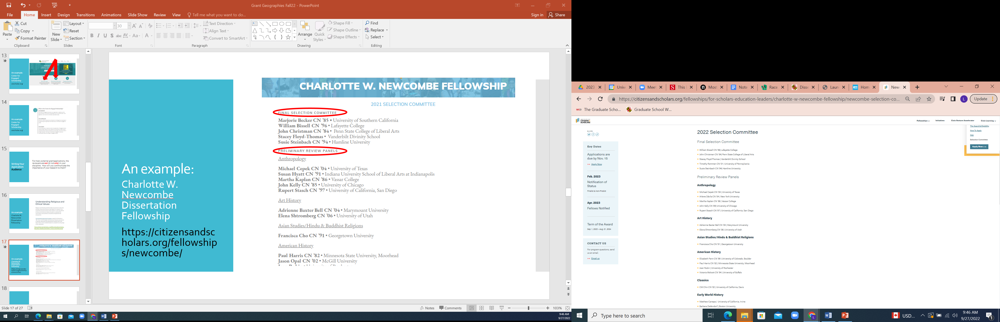 Grant Geographies Fall22 - PowerPoint
File Home Insert Design Transitions Animations Slide Show Review View Tell me what you want to do...
Sign in Share
Paste
Cut
Copy
Format Painter
Clipboard
New Slide
Layout
Reset
Section
Slides
30
B I U S abc AV Aa A
Font
Text Direction
Align Text
Convert to SmartArt
Paragraph
Arrange
Quick Styles
Shape Fill
Shape Outline
Shape Effects
Drawing
Find
Replace
Select
Editing
13
An example:
Center for
Engaged
Scholarship
cescholar.org/
14
An example:
Center for
Engaged
Scholarship
cescholar.org/
What is the Center for Engaged Scholarship?
15
Writing Your
Application:
Audience
For many external grantapplications, the
reviewers are not (or not only) in your
discipline. How will you communicate the
importance of your research to them?
16
An example:
Charlotte W.
Newcombe
Dissertation
Fellowship
Understanding Religious and
Ethical Values
17
An example:
Charlotte W.
Newcombe
Dissertation
Fellowship
18
An example:
Charlotte W.
Newcombe
Dissertation
Fellowship
https://citizensandsc
holars.org/fellowship
s/newcombe/
CHARLOTTE W. NEWCOMBE FELLOWSHIP
2021 SELECTION COMMITTEE
FINAL SELECTION COMMITTEE
Marjorie Becker CN ’85 • University of Southern California
William Bissell CN ’96 • Lafayette College
John Christman CN ’84 • Penn State College of Liberal Arts
Stacey Floyd-Thomas • Vanderbilt Divinity School
Susie Steinbach CN ’94 • Hamline University
PRELIMINARY REVIEW PANELS
Anthropology
Michael Cepek CN ’04 • University of Texas
Susan Hyatt CN ’91 • Indiana University School of Liberal Arts at Indianapolis
Martha Kaplan CN ’86 • Vassar College
John Kelly CN ’85 • University of Chicago
Rupert Stasch CN ’97 • University of California, San Diego
Art History
Adrienne Baxter Bell CN ’04 • Marymount University
Elena Shtromberg CN ’06 • University of Utah
Asian Studies/Hindu & Buddhist Religions
Francisca Cho CN ’91 • Georgetown University
American History
Paul Harris CN ’82 • Minnesota State University, Moorhead
Jason Opal CN ’02 • McGill University
Slide 17 of 27
Notes Comments 103%
9:46 AM
9/27/2022
2023 Univ Meet This Most Note Race Disse Laun Hom New
https://citizensandscholars.org/fellowships/for-scholars-education-leaders/charlotte-w-newcombe-fellowship/newcombe-selection-co...
L Update
The Graduate Scho... Graduate School W...
CITIZENS&
SCHOLARS
Fellowships Initiatives Civic Venture Accelerator Civic Learning
SHARE
Key Dates
Applications are
due by Nov. 15
Apply Now
Feb. 2023
Notification of
Status
Finalist & Non-Finalist
Apr. 2023
Fellows Notified
Term of the Award
Sep. 1, 2023 – Aug. 21, 2024
CONTACT US
For program questions, send
us an email.
Email us
2022 Selection Committee
Final Selection Committee
William Bissell CN '96| Lafayette College
John Christman CN '84| Penn State College of Liberal Arts
Stacey Floyd-Thomas | Vanderbilt Divinity School
Timothy Rommen CN '01 | University of Pennsylvania
Susie Steinbach CN '94| Hamline University
Preliminary Review Panels
Anthropology
Michael Cepek CN '04 | University of Texas
Arlene Dávila CN '94 | New York University
Martha Kaplan CN '86 | Vassar College
John Kelly CN '85| University of Chicago
Rupert Stasch CN '97 | University of California, San Diego
Art History
Adrienne Baxter Bell CN '04 | Marymount University
Elena Shtromberg CN '06 | University of Utah
Asian Studies/Hindu & Buddhist Religions
Francisca Cho CN '91 | Georgetown University
American History
Elizabeth Fenn CN '99 | University of Colorado, Boulder
Paul Harris CN '82 | Minnesota State University, Moorhead
Joan Rubin | University of Rochester
Victoria Wolcott CN '94 | University of Buffalo
Classics
CM Chin CN '02 | University of California, Davis
Early World History
Matthew Canepa | University of California, Irvine
Barbara Diefendorf | Boston University
The Award & Eligibility
How To Apply
FAQ
Selection Committee
Apply Now
Type here to search
USD...
9:46 AM
9/27/2022
1